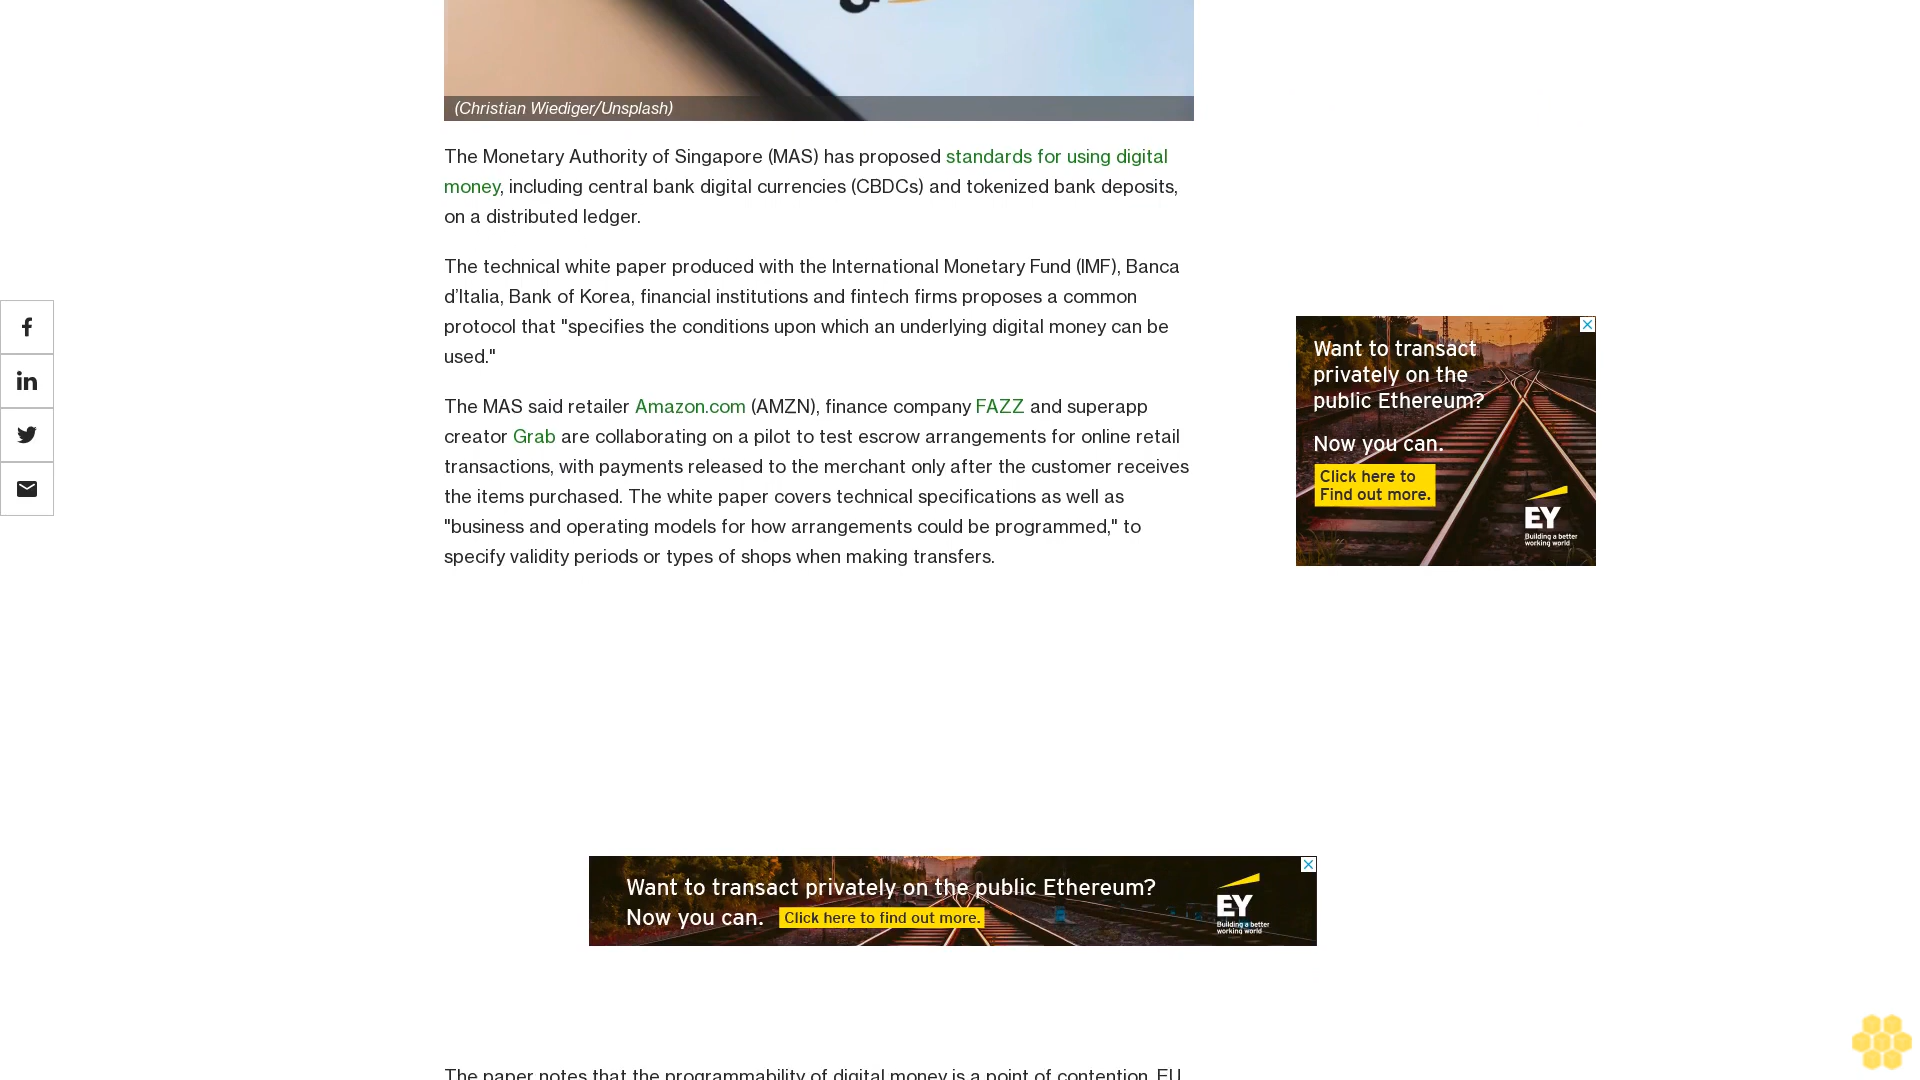 (Christian Wiediger/Unsplash)
The Monetary Authority of Singapore (MAS) has proposed standards for using digital
money, including central bank digital currencies (CBDCs) and tokenized bank deposits,
on a distributed ledger.
The technical white paper produced with the International Monetary Fund (IMF), Banca
d’Italia, Bank of Korea, financial institutions and fintech firms proposes a common
protocol that "specifies the conditions upon which an underlying digital money can be
used."
The MAS said retailer Amazon.com (AMZN), finance company FAZZ and superapp
creator Grab are collaborating on a pilot to test escrow arrangements for online retail
transactions, with payments released to the merchant only after the customer receives
the items purchased. The white paper covers technical specifications as well as
"business and operating models for how arrangements could be programmed," to
specify validity periods or types of shops when making transfers.
Want to transact
privately on the
public Ethereum?
Now you can.
Click here to
Find out more.
EY
Building a better
working world
Want to transact privately on the public Ethereum?
Now you can. Click here to find out more.
EY
Building a better
working world
The paper notes that the programmability of digital money is a point of contention. EU